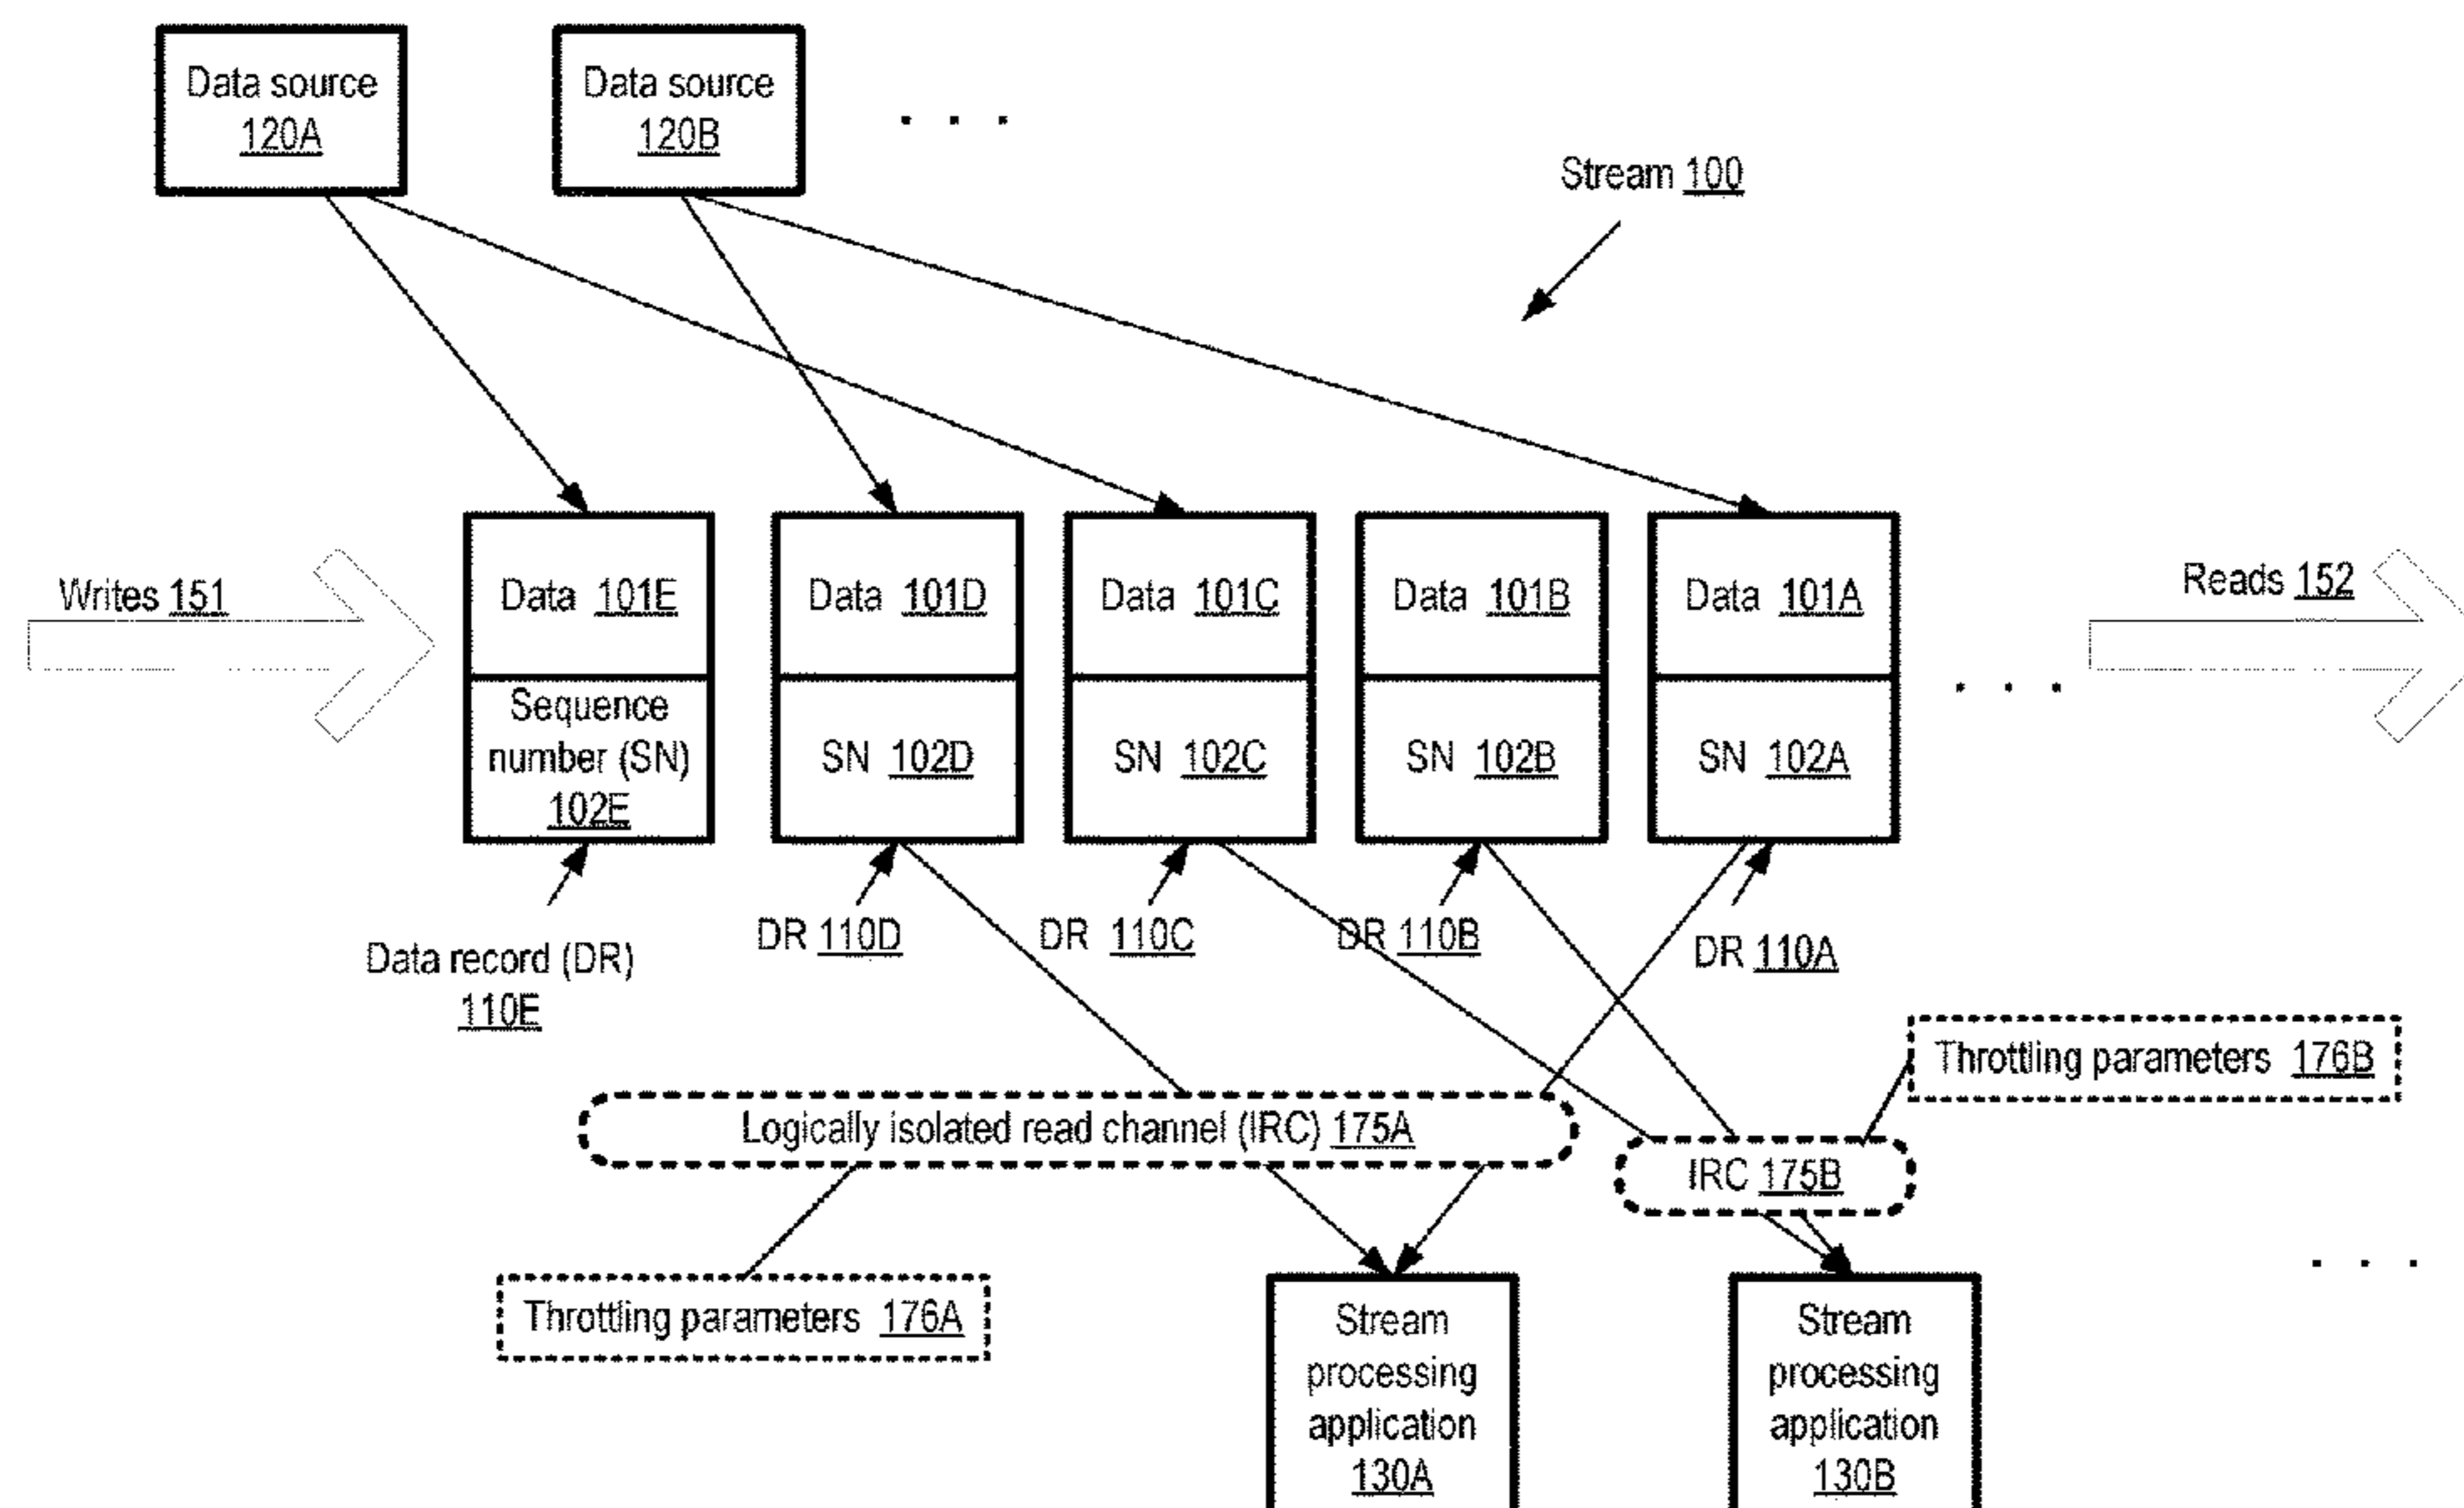 Data source
120A
Data source
120B
. . .
Stream 100
Writes 151
Data 101E
Data 101D
Data 101C
Data 101B
Data 101A
Reads 152
Sequence
number (SN)
102E
SN 102D
SN 102C
SN 102B
SN 102A
. . .
Data record (DR)
110E
DR 110D
DR 110C
DR 110B
DR 110A
Throttling parameters 176B
Logically isolated read channel (IRC) 175A
IRC 175B
. . .
Throttling parameters 176A
Stream
processing
application
130A
Stream
processing
application
130B